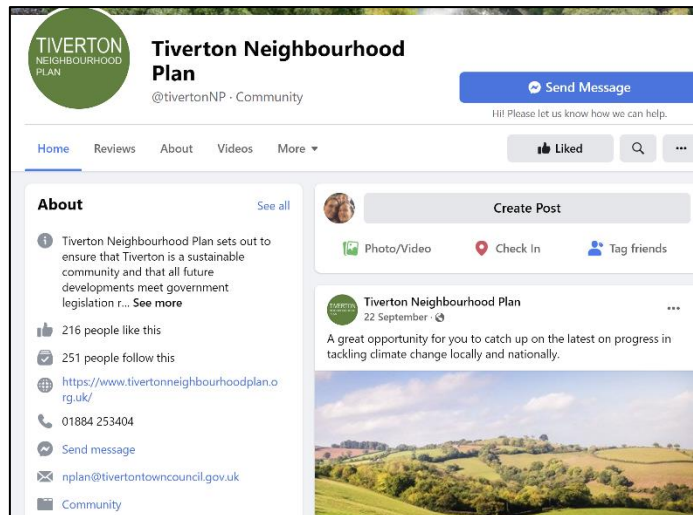 TIVERTON
NEIGHBOURHOOD
PLAN
Tiverton Neighbourhood
Plan
@tivertonNP · Community
Send Message
Hi! Please let us know how we can help.
Home Reviews About Videos More
Liked
About See all
Tiverton Neighbourhood Plan sets out to
ensure that Tiverton is a sustainable
community and that all future
developments meet government
legislation r... See more
216 people like this
251 people follow this
https://www.tivertonneighbourhoodplan.o
rg.uk/
01884 253404
Send message
nplan@tivertontowncouncil.gov.uk
Community
Create Post
Photo/Video Check In Tag friends
Tiverton Neighbourhood Plan
22 September ·
A great opportunity for you to catch up on the latest on progress in
tackling climate change locally and nationally.